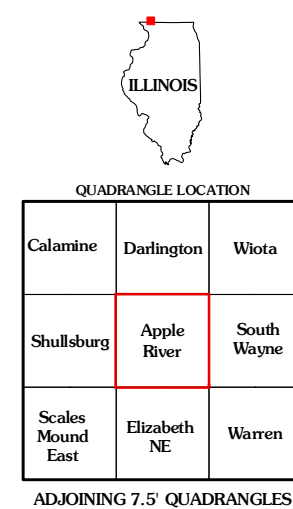 ILLINOIS
QUADRANGLE LOCATION
Calamine
Darlington
Wiota
Shullsburg
Apple
River
South
Wayne
Scales
Mound
East
Elizabeth
NE
Warren
ADJOINING 7.5' QUADRANGLES